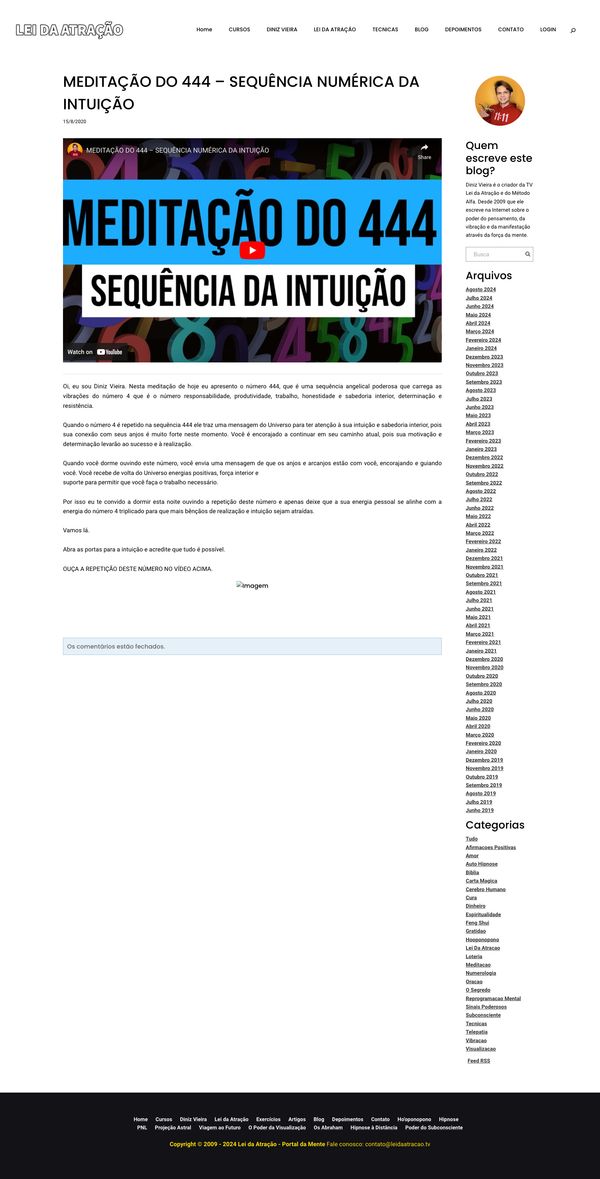 LEI DA ATRAÇÃO
Home CURSOS DINIZ VIEIRA LEI DA ATRAÇÃO TECNICAS BLOG DEPOIMENTOS CONTATO LOGIN
MEDITAÇÃO DO 444 – SEQUÊNCIA NUMÉRICA DA
INTUIÇÃO
15/8/2020
MEDITAÇÃO DO 444 – SEQUÊNCIA NUMÉRICA DA INTUIÇÃO
Share
MEDITAÇÃO DO 444
SEQUÊNCIA DA INTUIÇÃO
Watch on YouTube
Oi, eu sou Diniz Vieira. Nesta meditação de hoje eu apresento o número 444, que é uma sequência angelical poderosa que carrega as
vibrações do número 4 que é o número responsabilidade, produtividade, trabalho, honestidade e sabedoria interior, determinação e
resistência.
Quando o número 4 é repetido na sequência 444 ele traz uma mensagem do Universo para ter atenção à sua intuição e sabedoria interior, pois
sua conexão com seus anjos é muito forte neste momento. Você é encorajado a continuar em seu caminho atual, pois sua motivação e
determinação levarão ao sucesso e à realização.
Quando você dorme ouvindo este número, você envia uma mensagem de que os anjos e arcanjos estão com você, encorajando e guiando
você. Você recebe de volta do Universo energias positivas, força interior e
suporte para permitir que você faça o trabalho necessário.
Por isso eu te convido a dormir esta noite ouvindo a repetição deste número e apenas deixe que a sua energia pessoal se alinhe com a
energia do número 4 triplicado para que mais bênçãos de realização e intuição sejam atraídas.
Vamos lá.
Abra as portas para a intuição e acredite que tudo é possível.
OUÇA A REPETIÇÃO DESTE NÚMERO NO VÍDEO ACIMA.
Imagem
Os comentários estão fechados.
11:11
Quem
escreve este
blog?
Diniz Vieira é o criador da TV
Lei da Atração e do Método
Alfa. Desde 2009 que ele
escreve na Internet sobre o
poder do pensamento, da
vibração e da manifestação
através da força da mente.
Busca
Arquivos
Agosto 2024
Julho 2024
Junho 2024
Maio 2024
Abril 2024
Março 2024
Fevereiro 2024
Janeiro 2024
Dezembro 2023
Novembro 2023
Outubro 2023
Setembro 2023
Agosto 2023
Julho 2023
Junho 2023
Maio 2023
Abril 2023
Março 2023
Fevereiro 2023
Janeiro 2023
Dezembro 2022
Novembro 2022
Outubro 2022
Setembro 2022
Agosto 2022
Julho 2022
Junho 2022
Maio 2022
Abril 2022
Março 2022
Fevereiro 2022
Janeiro 2022
Dezembro 2021
Novembro 2021
Outubro 2021
Setembro 2021
Agosto 2021
Julho 2021
Junho 2021
Maio 2021
Abril 2021
Março 2021
Fevereiro 2021
Janeiro 2021
Dezembro 2020
Novembro 2020
Outubro 2020
Setembro 2020
Agosto 2020
Julho 2020
Junho 2020
Maio 2020
Abril 2020
Março 2020
Fevereiro 2020
Janeiro 2020
Dezembro 2019
Novembro 2019
Outubro 2019
Setembro 2019
Agosto 2019
Julho 2019
Junho 2019
Categorias
Tudo
Afirmacoes Positivas
Amor
Auto Hipnose
Biblia
Carta Magica
Cerebro Humano
Cura
Dinheiro
Espiritualidade
Feng Shui
Gratidao
Hooponopono
Lei Da Atracao
Loteria
Meditacao
Numerologia
Oracao
O Segredo
Reprogramacao Mental
Sinais Poderosos
Subconsciente
Tecnicas
Telepatia
Vibracao
Visualizacao
Feed RSS
Home Cursos Diniz Vieira Lei da Atração Exercícios Artigos Blog Depoimentos Contato Ho'oponopono Hipnose
PNL Projeção Astral Viagem ao Futuro O Poder da Visualização Os Abraham Hipnose à Distância Poder do Subconsciente
Copyright © 2009 - 2024 Lei da Atração - Portal da Mente Fale conosco: contato@leidaatracao.tv